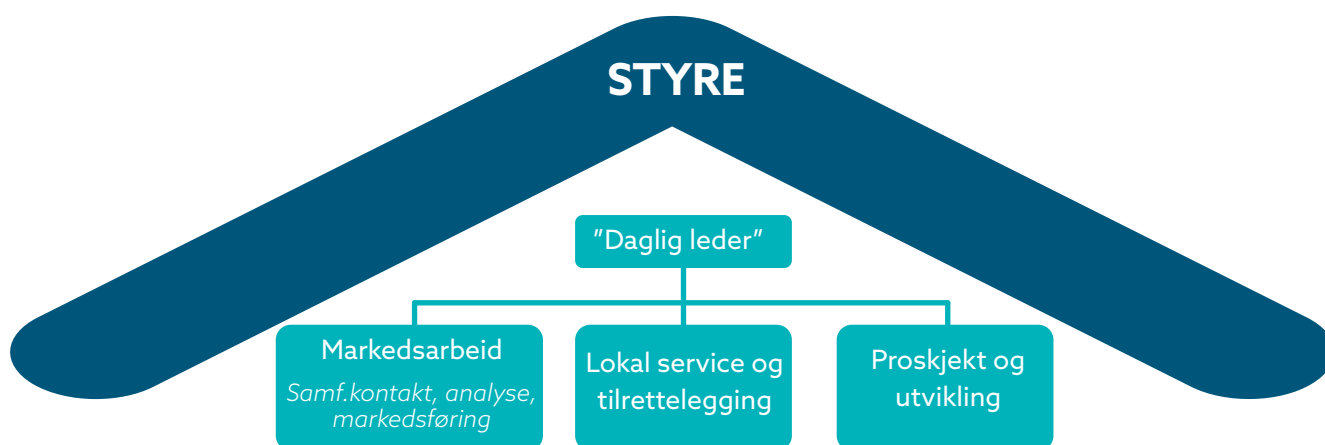 STYRE
"Daglig leder"
Markedsarbeid
Samf.kontakt, analyse,
markedsføring
Lokal service og
tilrettelegging
Proskjekt og
utvikling